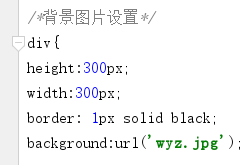 /*背景图片设置*/
div{
height:300px;
width:300px;
border: 1px solid black;
background:url('wyz.jpg');